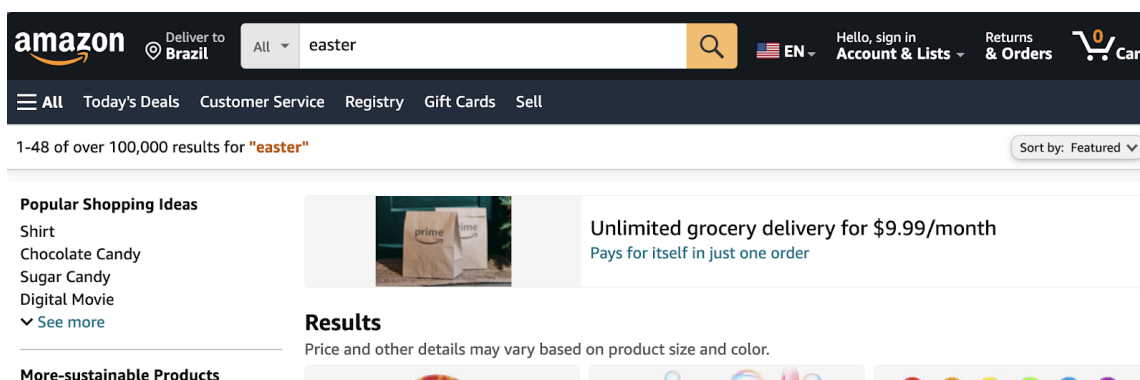 amazon
Deliver to
Brazil
All
easter
EN
Hello, sign in
Account & Lists
Returns
& Orders
0
Car
All
Today's Deals
Customer Service
Registry
Gift Cards
Sell
1-48 of over 100,000 results for "easter"
Sort by: Featured
Popular Shopping Ideas
Shirt
Chocolate Candy
Sugar Candy
Digital Movie
See more
More-sustainable Products
prime
ime
Unlimited grocery delivery for $9.99/month
Pays for itself in just one order
Results
Price and other details may vary based on product size and color.